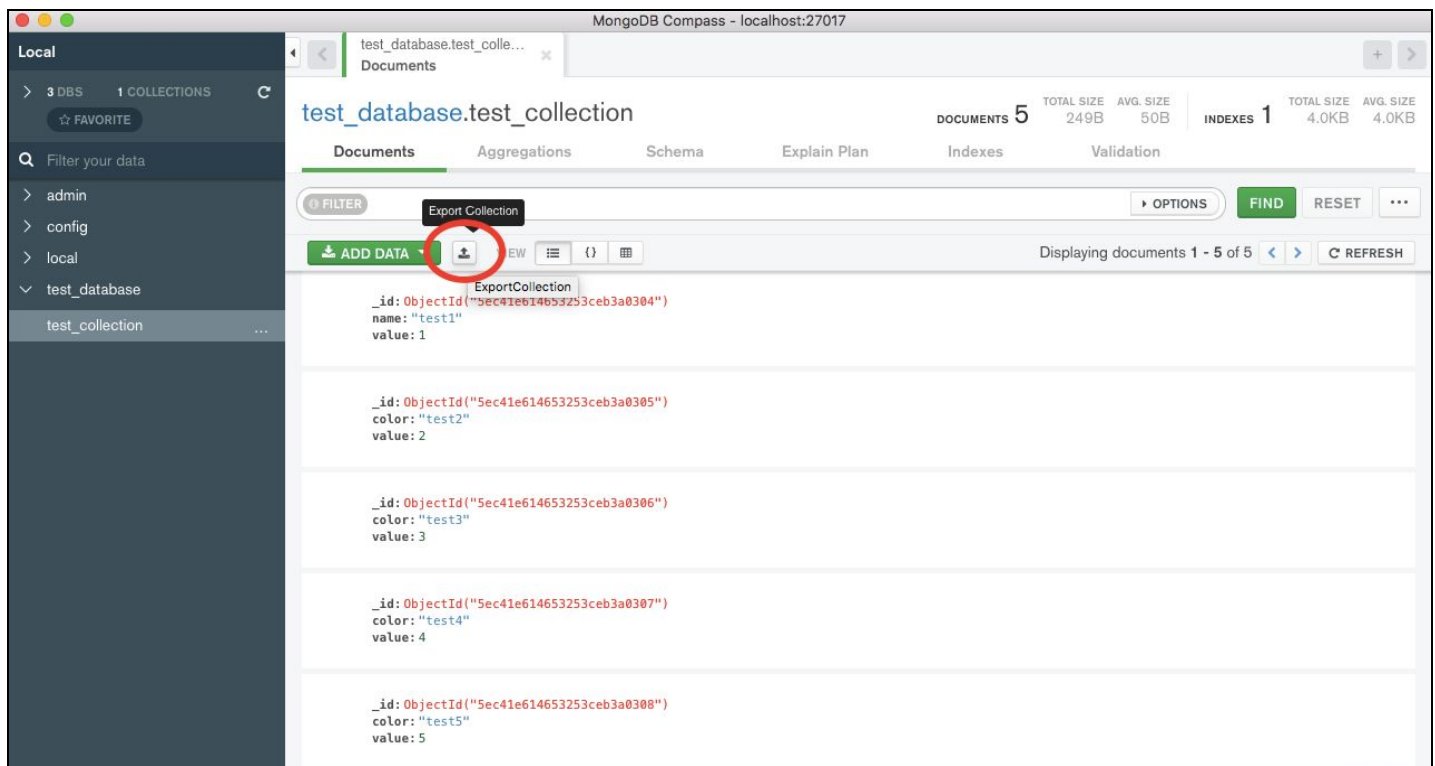 MongoDB Compass - localhost:27017
Local
3 DBS 1 COLLECTIONS
FAVORITE
Filter your data
admin
config
local
test_database
test_collection ...
test_database.test_colle...
Documents
test_database.test_collection
DOCUMENTS 5 TOTAL SIZE 249B AVG. SIZE 50B INDEXES 1 TOTAL SIZE 4.0KB AVG. SIZE 4.0KB
Documents Aggregations Schema Explain Plan Indexes Validation
FILTER OPTIONS FIND RESET ...
Export Collection
ADD DATA VIEW {} Displaying documents 1 - 5 of 5 < > REFRESH
ExportCollection
_id: ObjectId("5ec41e614653253ceb3a0304")
name: "test1"
value: 1
_id: ObjectId("5ec41e614653253ceb3a0305")
color: "test2"
value: 2
_id: ObjectId("5ec41e614653253ceb3a0306")
color: "test3"
value: 3
_id: ObjectId("5ec41e614653253ceb3a0307")
color: "test4"
value: 4
_id: ObjectId("5ec41e614653253ceb3a0308")
color: "test5"
value: 5